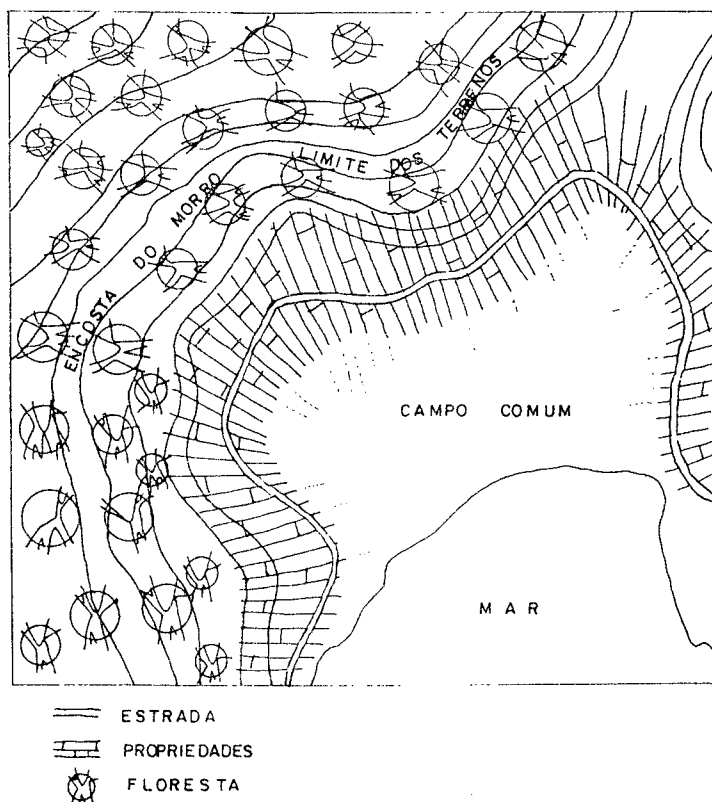 LIMITE DOS TERRENOS
ENCOSTA DO MORRO
CAMPO COMUM
MAR
ESTRADA
PROPRIEDADES
FLORESTA